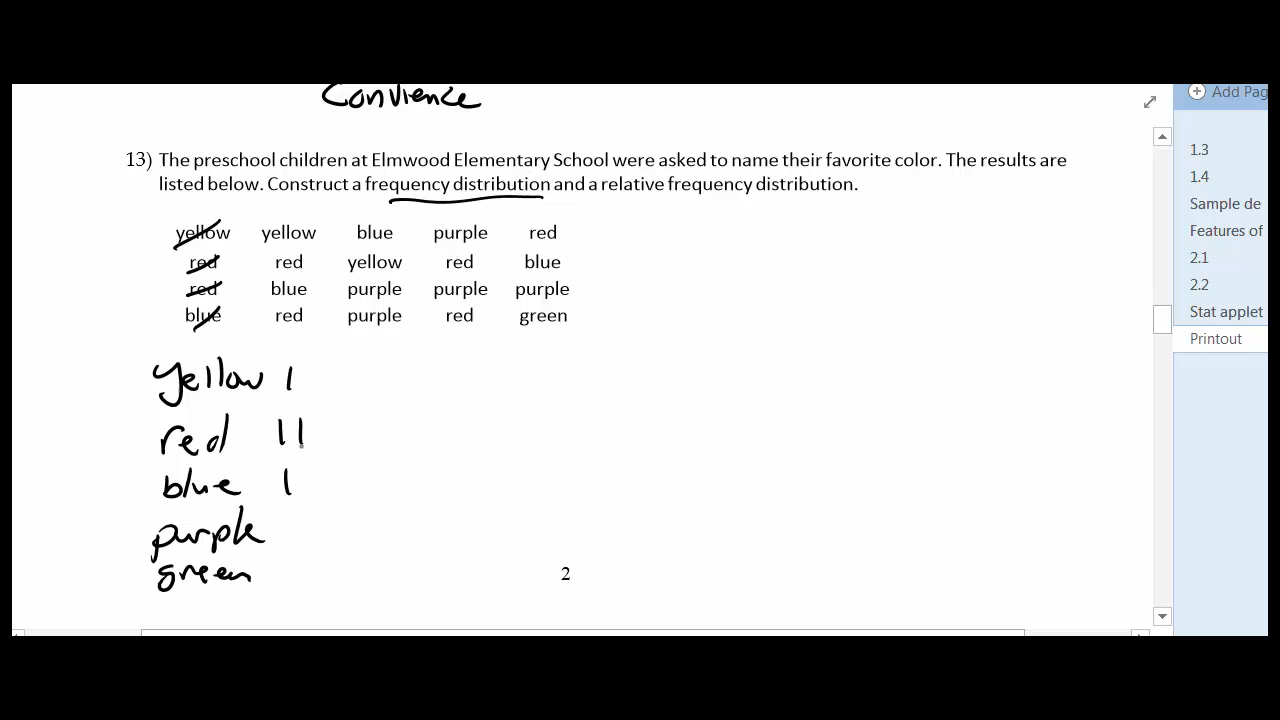 Convience
Add Pag
13) The preschool children at Elmwood Elementary School were asked to name their favorite color. The results are
listed below. Construct a frequency distribution and a relative frequency distribution.
yellow yellow blue purple red
red red yellow red blue
red blue purple purple purple
blue red purple red green
yellow I
red II
blue I
purple
green
2
1.3
1.4
Sample de
Features of
2.1
2.2
Stat applet
Printout